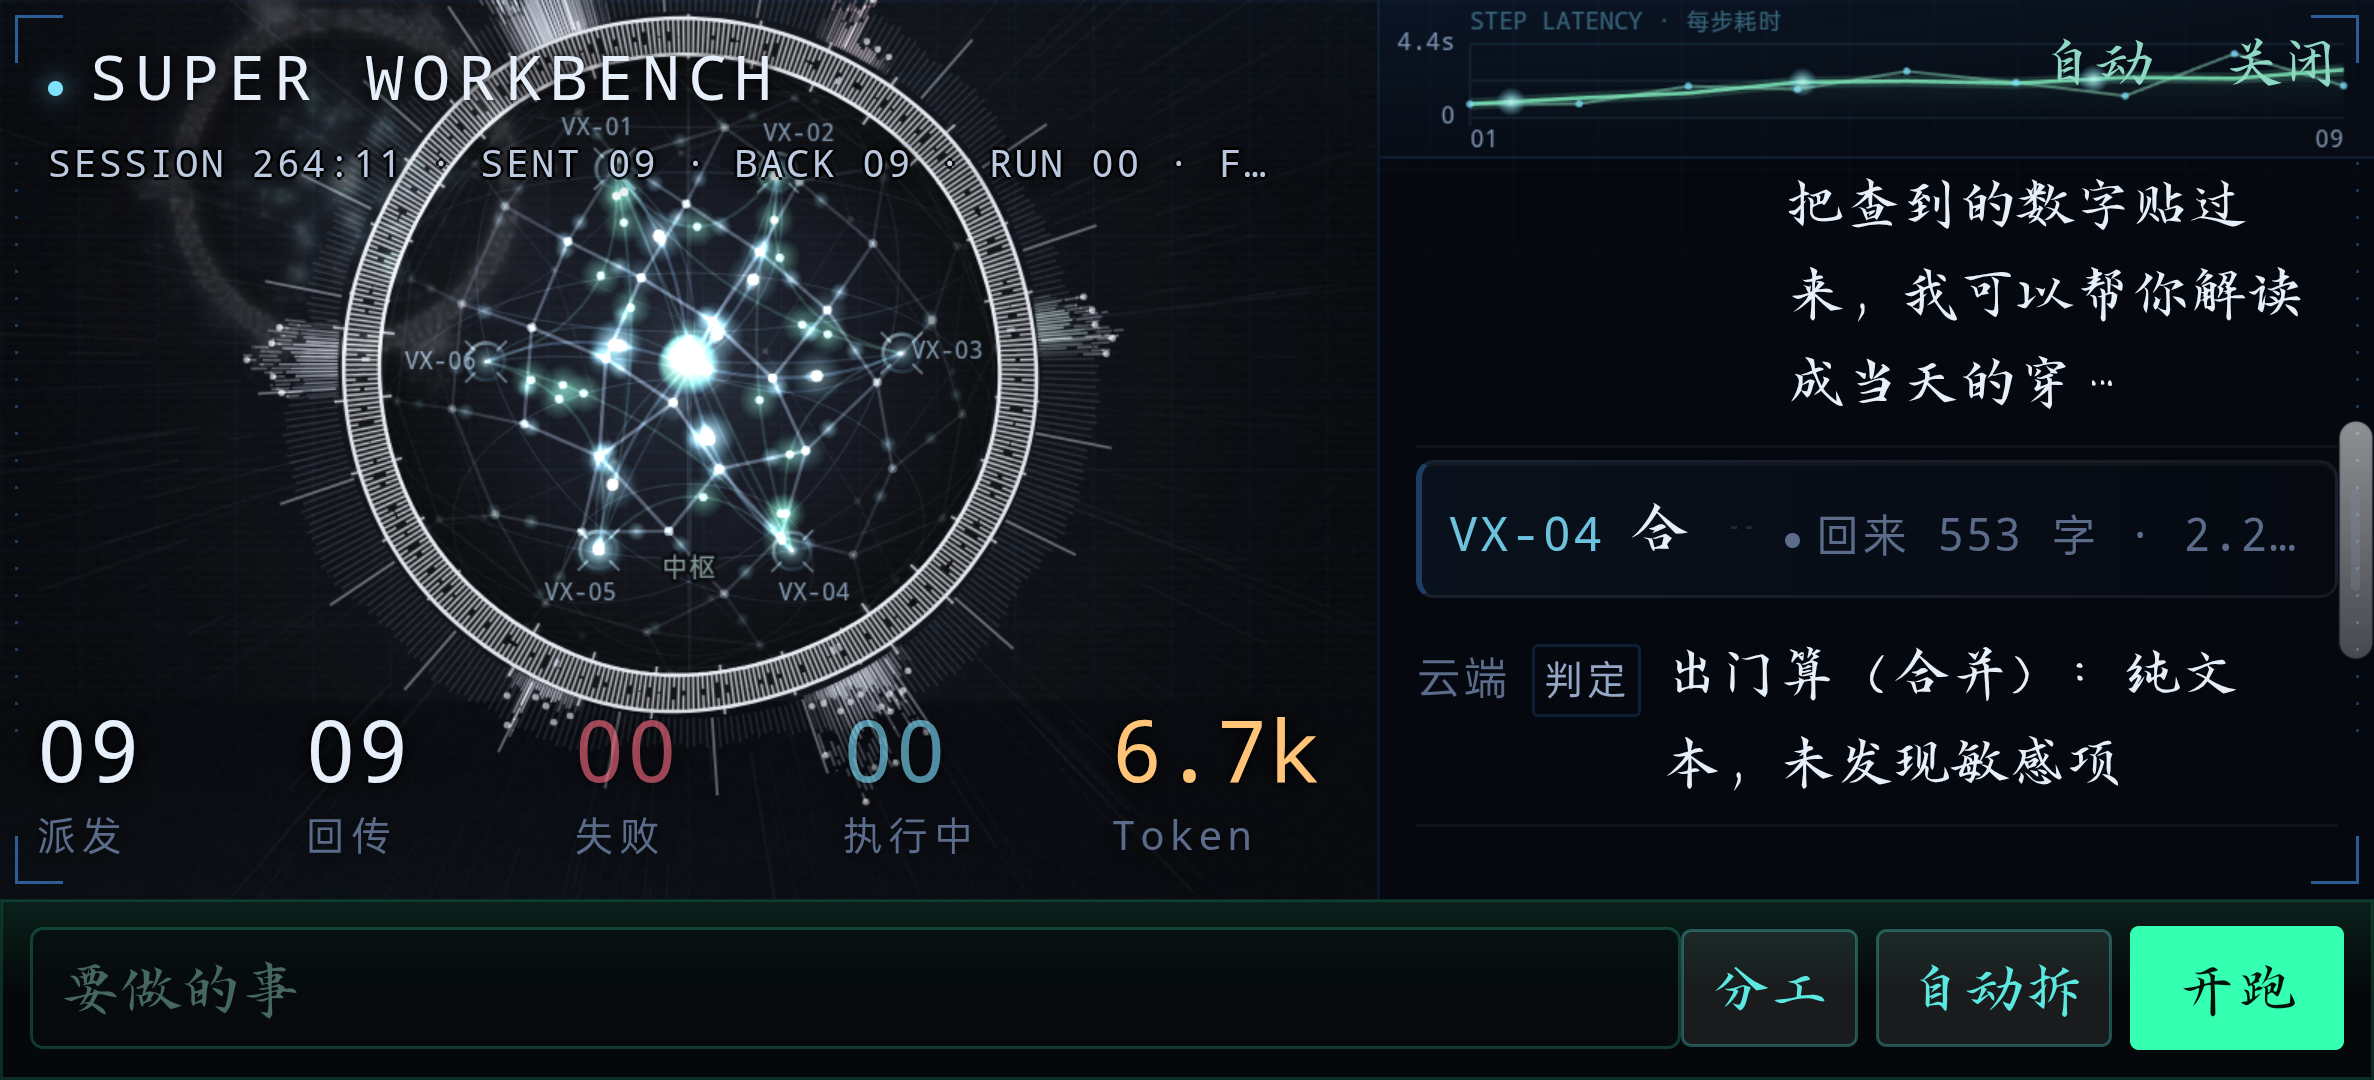 SUPER WORKBENCH
SESSION 264:11 · SENT 09 · BACK 09 · RUN 00 · F…
VX-01
VX-02
VX-06
VX-03
中枢
VX-05
VX-04
09
09
00
00
6.7k
派发
回传
失败
执行中
Token
STEP LATENCY · 每步耗时
4.4s
自动
关闭
0
01
09
把查到的数字贴过
来，我可以帮你解读
成当天的穿…
VX-04 合 -- 回来 553 字 · 2.2…
云端 判定 出门算（合并）：纯文
本，未发现敏感项
要做的事
分工
自动拆
开跑